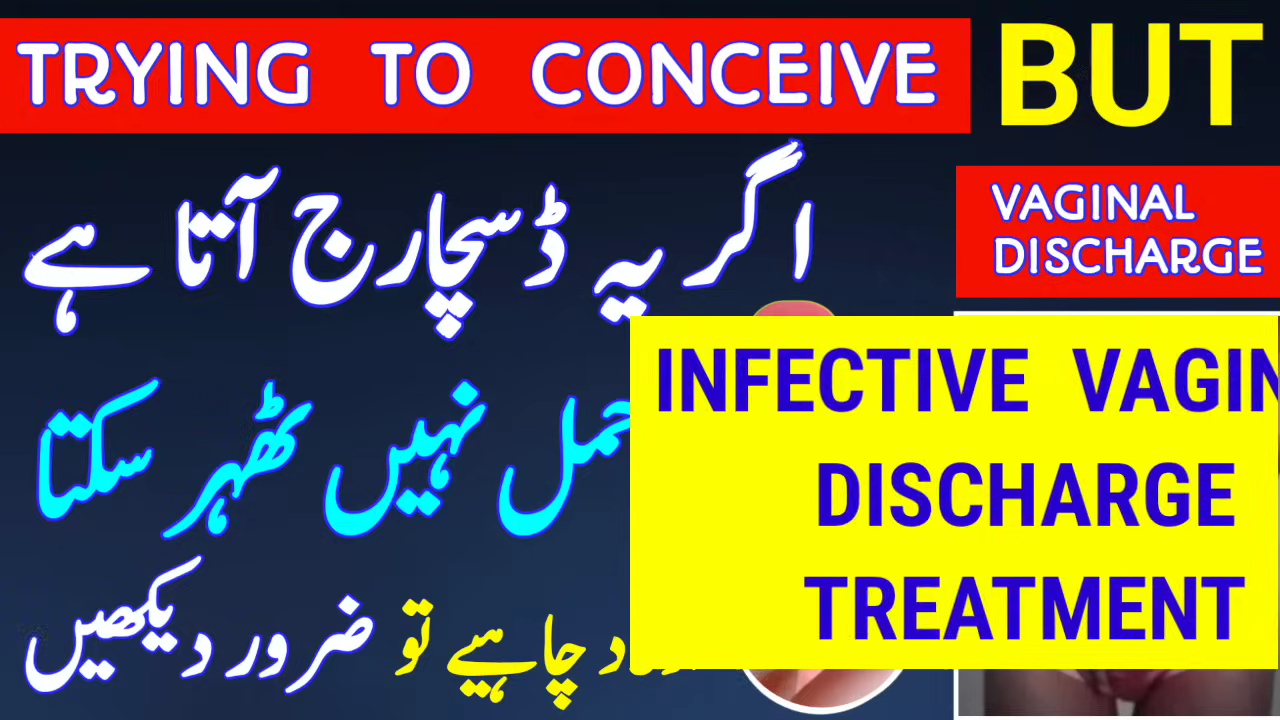 TRYING TO CONCEIVE
BUT
VAGINAL
DISCHARGE
اگر یہ ڈسچارج آتا ہے
حمل نہیں ٹھہر سکتا
چاہیے تو ضرور دیکھیں
INFECTIVE VAGIN
DISCHARGE
TREATMENT